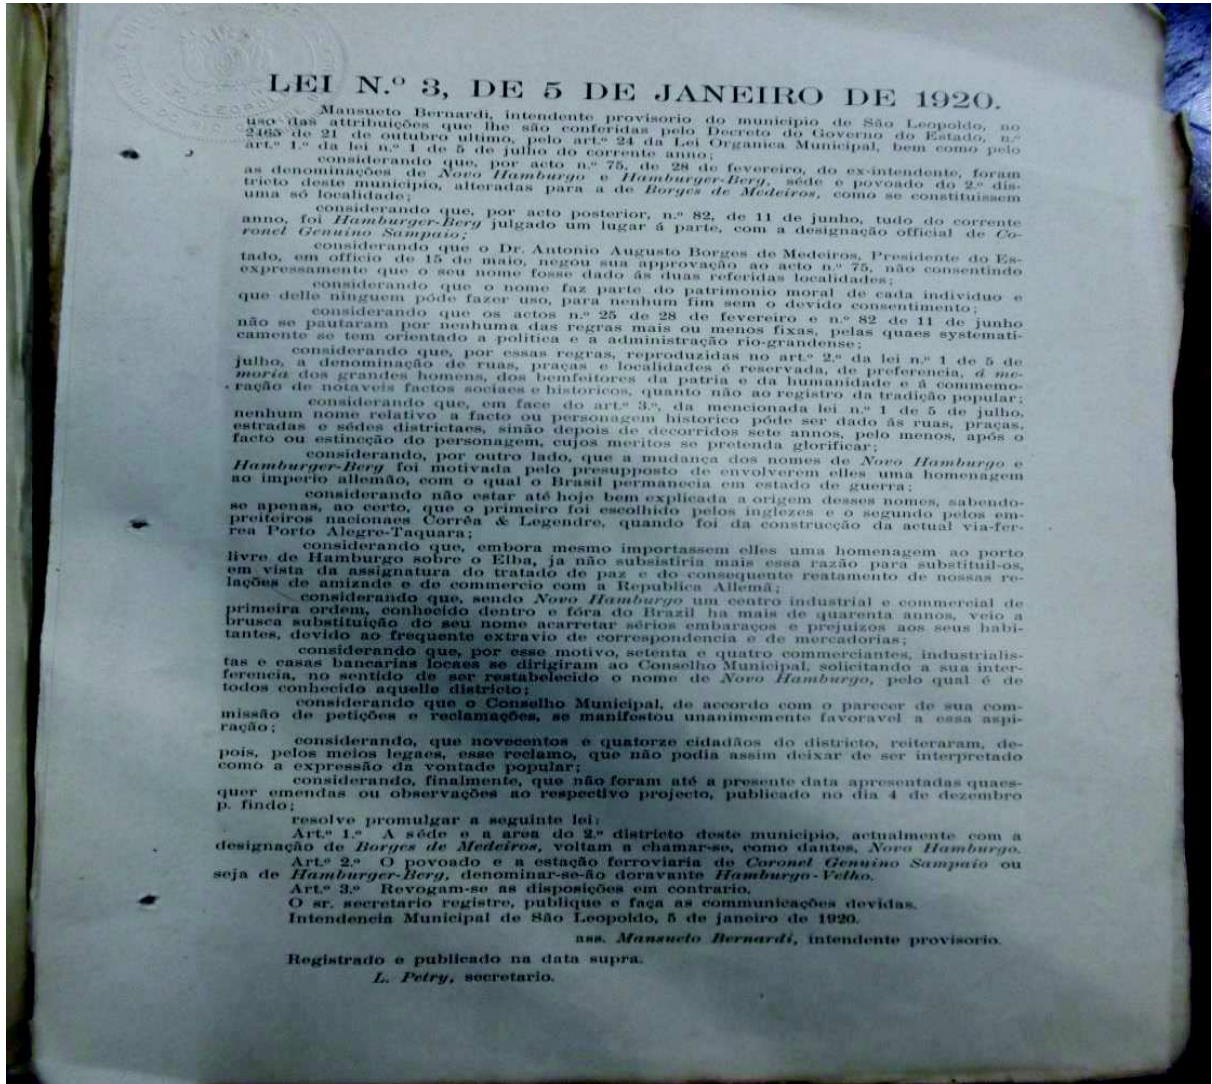 LEI N.º 3, DE 5 DE JANEIRO DE 1920.
Mansueto Bernardi, intendente provisorio do municipio de São Leopoldo, no
uso das attribuições que lhe são conferidas pelo Decreto do Governo do Estado, n.º
2465 de 21 de outubro ultimo, pelo art.º 24 da Lei Organica Municipal, bem como pelo
art.º 1.º da lei n.º 1 de 5 de julho do corrente anno;
considerando que, por acto n.º 75, de 28 de fevereiro, do ex-intendente, foram
as denominações de Novo Hamburgo e Hamburger-Berg, séde e povoado do 2.º dis-
tricto deste municipio, alteradas para a de Borges de Medeiros, como se constituissem
uma só localidade;
considerando que, por acto posterior, n.º 82, de 11 de junho, tudo do corrente
anno, foi Hamburger-Berg julgado um lugar á parte, com a designação official de Co-
ronel Genuino Sampaio;
considerando que o Dr. Antonio Augusto Borges de Medeiros, Presidente do Es-
tado, em officio de 15 de maio, negou sua approvação ao acto n.º 75, não consentindo
expressamente que o seu nome fosse dado ás duas referidas localidades;
considerando que o nome faz parte do patrimonio moral de cada individuo e
que delle ninguem póde fazer uso, para nenhum fim sem o devido consentimento;
considerando que os actos n.º 25 de 28 de fevereiro e n.º 82 de 11 de junho
não se pautaram por nenhuma das regras mais ou menos fixas, pelas quaes systemati-
camente se tem orientado a politica e a administração rio-grandense;
considerando que, por essas regras, reproduzidas no art.º 2.º da lei n.º 1 de 5 de
julho, a denominação de ruas, praças e localidades é reservada, de preferencia, á me-
moria dos grandes homens, dos bemfeitores da patria e da humanidade e á commemo-
ração de notaveis factos sociaes e historicos, quanto não ao registro da tradição popular;
considerando que, em face do art.º 3.º, da mencionada lei n.º 1 de 5 de julho,
nenhum nome relativo a facto ou personagem historico póde ser dado ás ruas, praças,
estradas e sédes districtaes, sinão depois de decorridos sete annos, pelo menos, após o
facto ou estincção do personagem, cujos meritos se pretenda glorificar;
considerando, por outro lado, que a mudança dos nomes de Novo Hamburgo e
Hamburger-Berg foi motivada pelo presupposto de envolverem elles uma homenagem
ao imperio allemão, com o qual o Brasil permanecia em estado de guerra;
considerando não estar até hoje bem explicada a origem desses nomes, sabendo-
se apenas, ao certo, que o primeiro foi escolhido pelos inglezes e o segundo pelos em-
preiteiros nacionaes Corrêa & Legendre, quando foi da construcção da actual via-fer-
rea Porto Alegre-Taquara;
considerando que, embora mesmo importassem elles uma homenagem ao porto
livre de Hamburgo sobre o Elba, ja não subsistiria mais essa razão para substituil-os,
em vista da assignatura do tratado de paz e do consequente reatamento de nossas re-
lações de amizade e de commercio com a Republica Allemã;
considerando que, sendo Novo Hamburgo um centro industrial e commercial de
primeira ordem, conhecido dentro e fóra do Brazil ha mais de quarenta annos, veio a
brusca substituição do seu nome acarretar sérios embaraços e prejuizos aos seus habi-
tantes, devido ao frequente extravio de correspondencia e de mercadorias;
considerando que, por esse motivo, setenta e quatro commerciantes, industrialis-
tas e casas bancarias locaes se dirigiram ao Conselho Municipal, solicitando a sua inter-
ferencia, no sentido de ser restabelecido o nome de Novo Hamburgo, pelo qual é de
todos conhecido aquelle districto;
considerando que o Conselho Municipal, de accordo com o parecer de sua com-
missão de petições e reclamações, se manifestou unanimemente favoravel a essa aspi-
ração;
considerando, que novecentos e quatorze cidadãos do districto, reiteraram, de-
pois, pelos meios legaes, esse reclamo, que não podia assim deixar de ser interpretado
como a expressão da vontade popular;
considerando, finalmente, que não foram até a presente data apresentadas quaes-
quer emendas ou observações ao respectivo projecto, publicado no dia 4 de dezembro
p. findo;
resolve promulgar a seguinte lei:
Art.º 1.º A séde e a area do 2.º districto deste municipio, actualmente com a
designação de Borges de Medeiros, voltam a chamar-se, como dantes, Novo Hamburgo.
Art.º 2.º O povoado e a estação ferroviaria de Coronel Genuino Sampaio ou
seja de Hamburger-Berg, denominar-se-ão doravante Hamburgo-Velho.
Art.º 3.º Revogam-se as disposições em contrario.
O sr. secretario registre, publique e faça as communicações devidas.
Intendencia Municipal de São Leopoldo, 5 de janeiro de 1920.
ass. Mansueto Bernardi, intendente provisorio.
Registrado e publicado na data supra.
L. Petry, secretario.